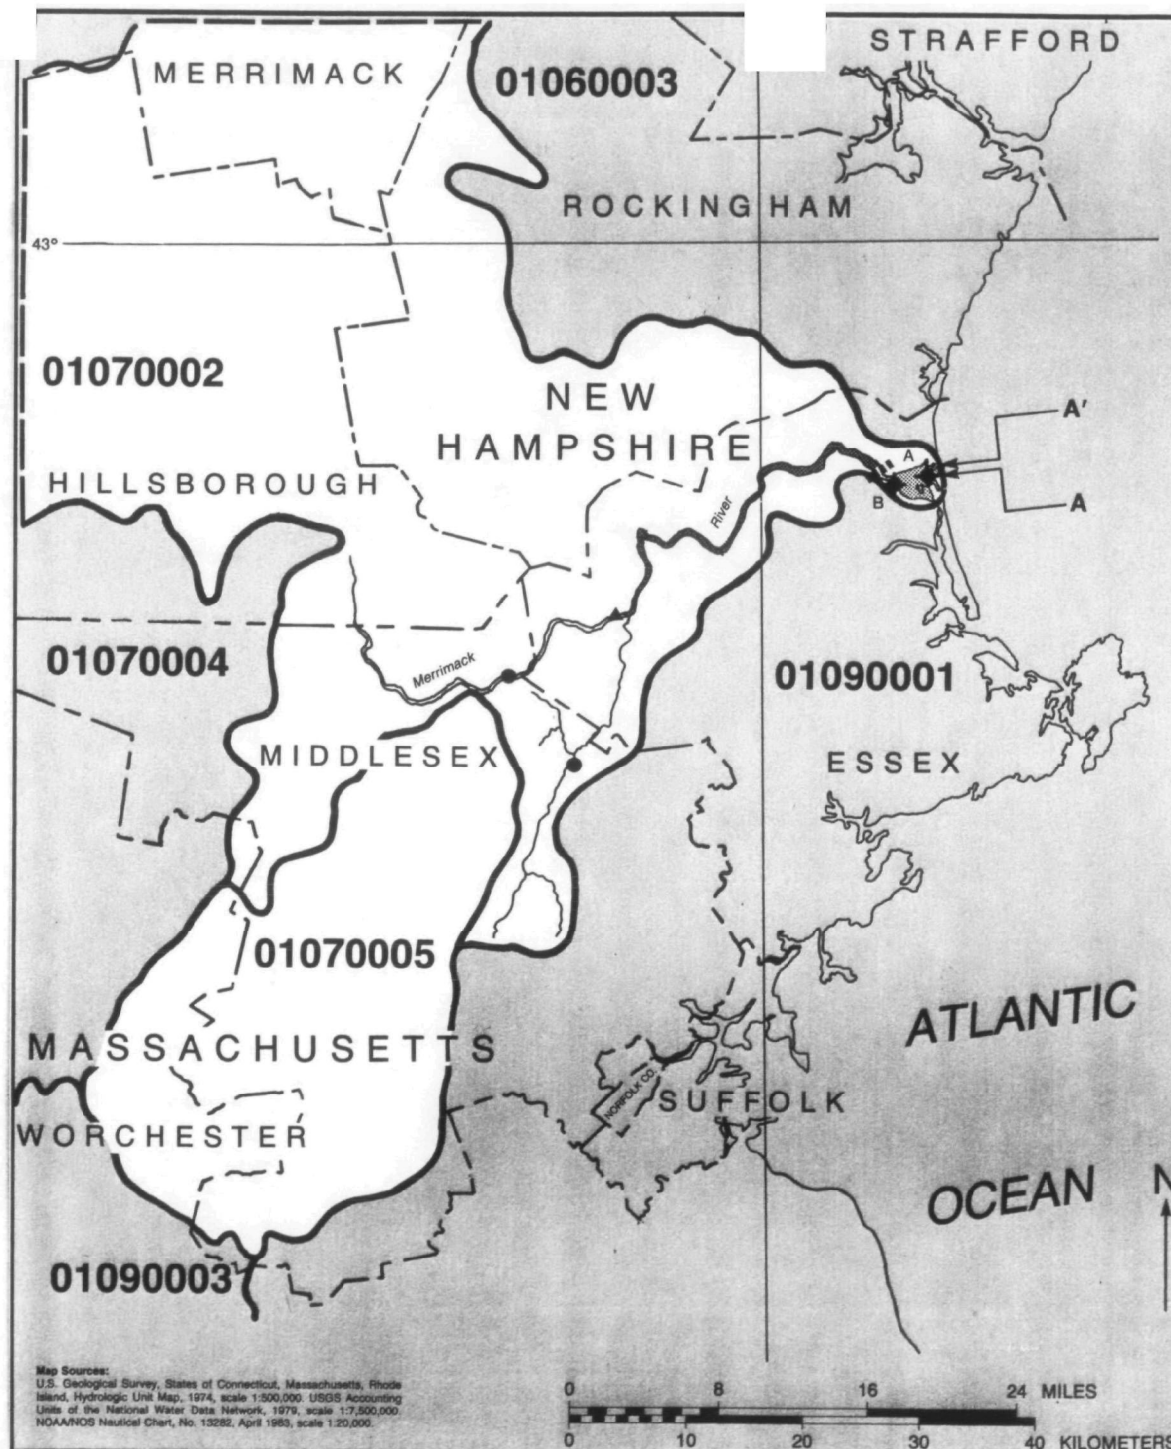 STRAFFORD
MERRIMACK
01060003
ROCKINGHAM
43°
01070002
NEW
HAMPSHIRE
A'
A
HILLSBOROUGH
B
A
River
01070004
Merrimack
01090001
MIDDLESEX
ESSEX
01070005
ATLANTIC
MASSACHUSETTS
NORFOLK CO.
SUFFOLK
WORCHESTER
OCEAN
N
01090003
Map Sources:
U.S. Geological Survey, States of Connecticut, Massachusetts, Rhode
Island, Hydrologic Unit Map, 1974, scale 1:500,000. USGS Accounting
Units of the National Water Data Network, 1979, scale 1:7,500,000.
NOAA/NOS Nautical Chart, No. 13282, April 1983, scale 1:20,000.
0 8 16 24 MILES
0 10 20 30 40 KILOMETERS